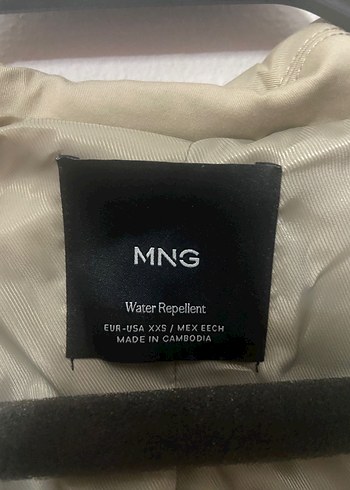 MNG
Water Repellent
EUR-USA XXS / MEX EECH
MADE IN CAMBODIA